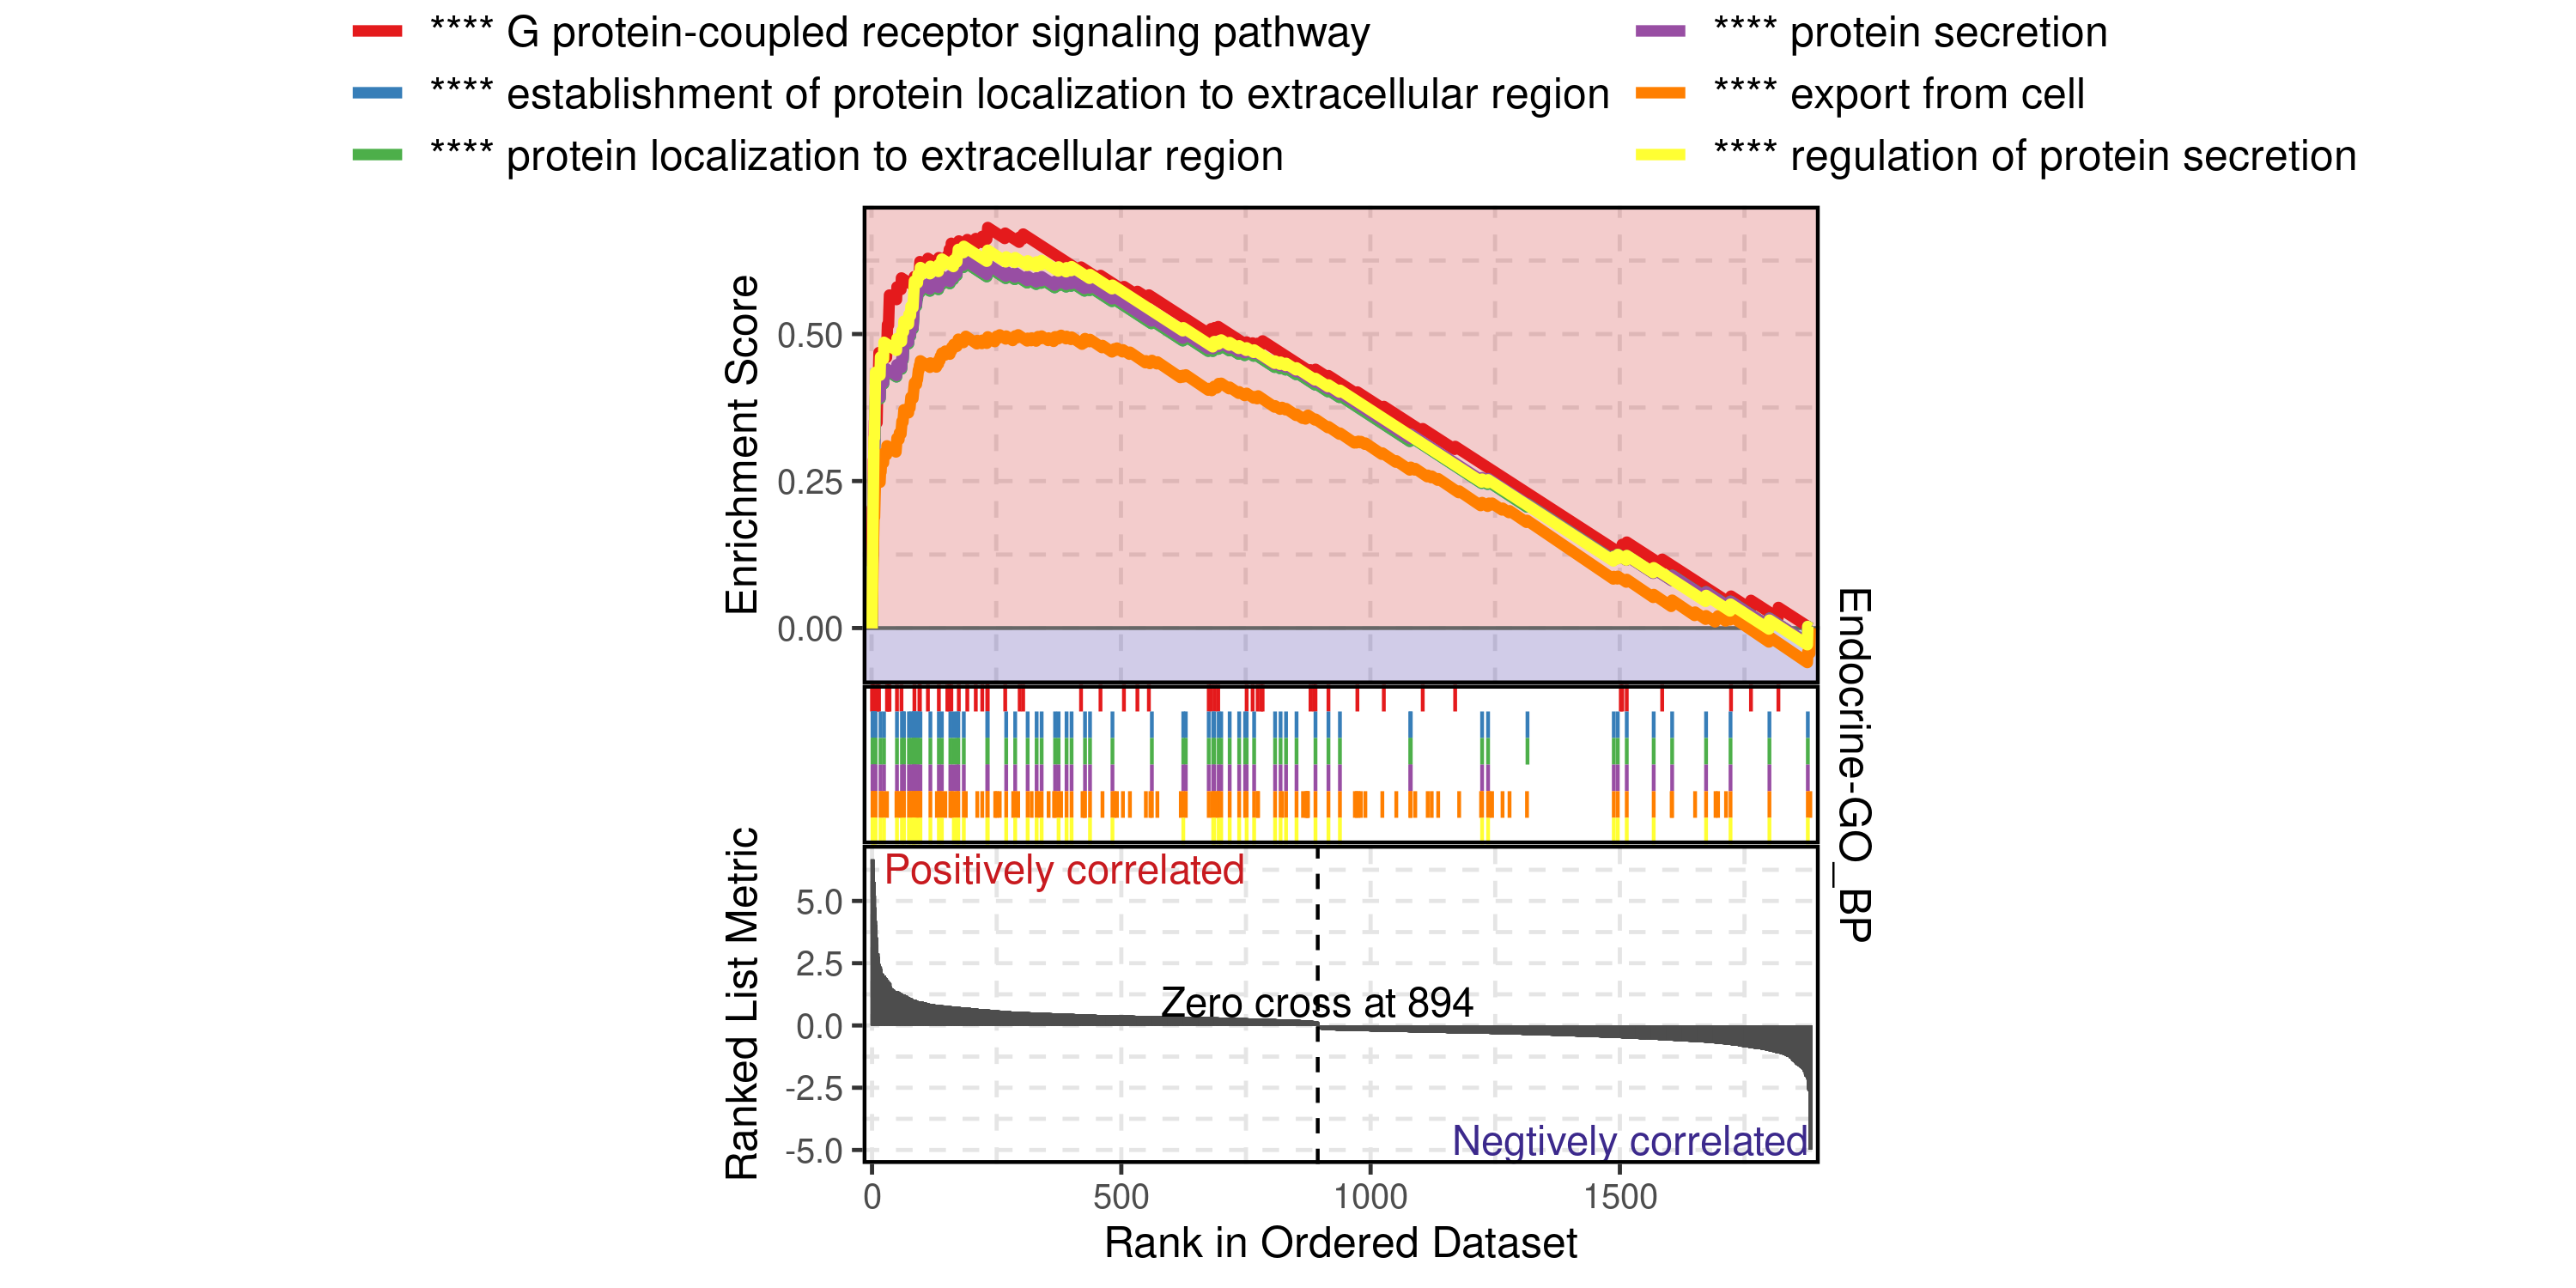 **** G protein-coupled receptor signaling pathway
**** establishment of protein localization to extracellular region
**** protein localization to extracellular region
**** protein secretion
**** export from cell
**** regulation of protein secretion
Enrichment Score
0.50
0.25
0.00
Endocrine-GO_BP
Ranked List Metric
5.0
2.5
0.0
-2.5
-5.0
Positively correlated
Zero cross at 894
Negtively correlated
0 500 1000 1500
Rank in Ordered Dataset